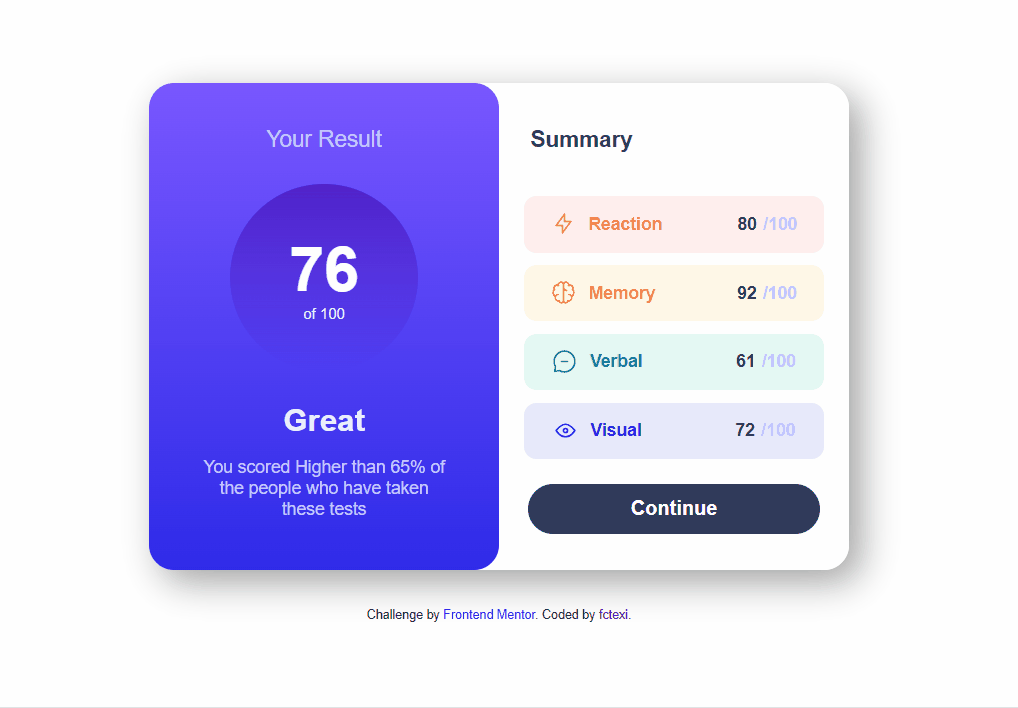 Your Result
76
of 100
Great
You scored Higher than 65% of
the people who have taken
these tests
Summary
Reaction 80 /100
Memory 92 /100
Verbal 61 /100
Visual 72 /100
Continue
Challenge by Frontend Mentor. Coded by fctexi.